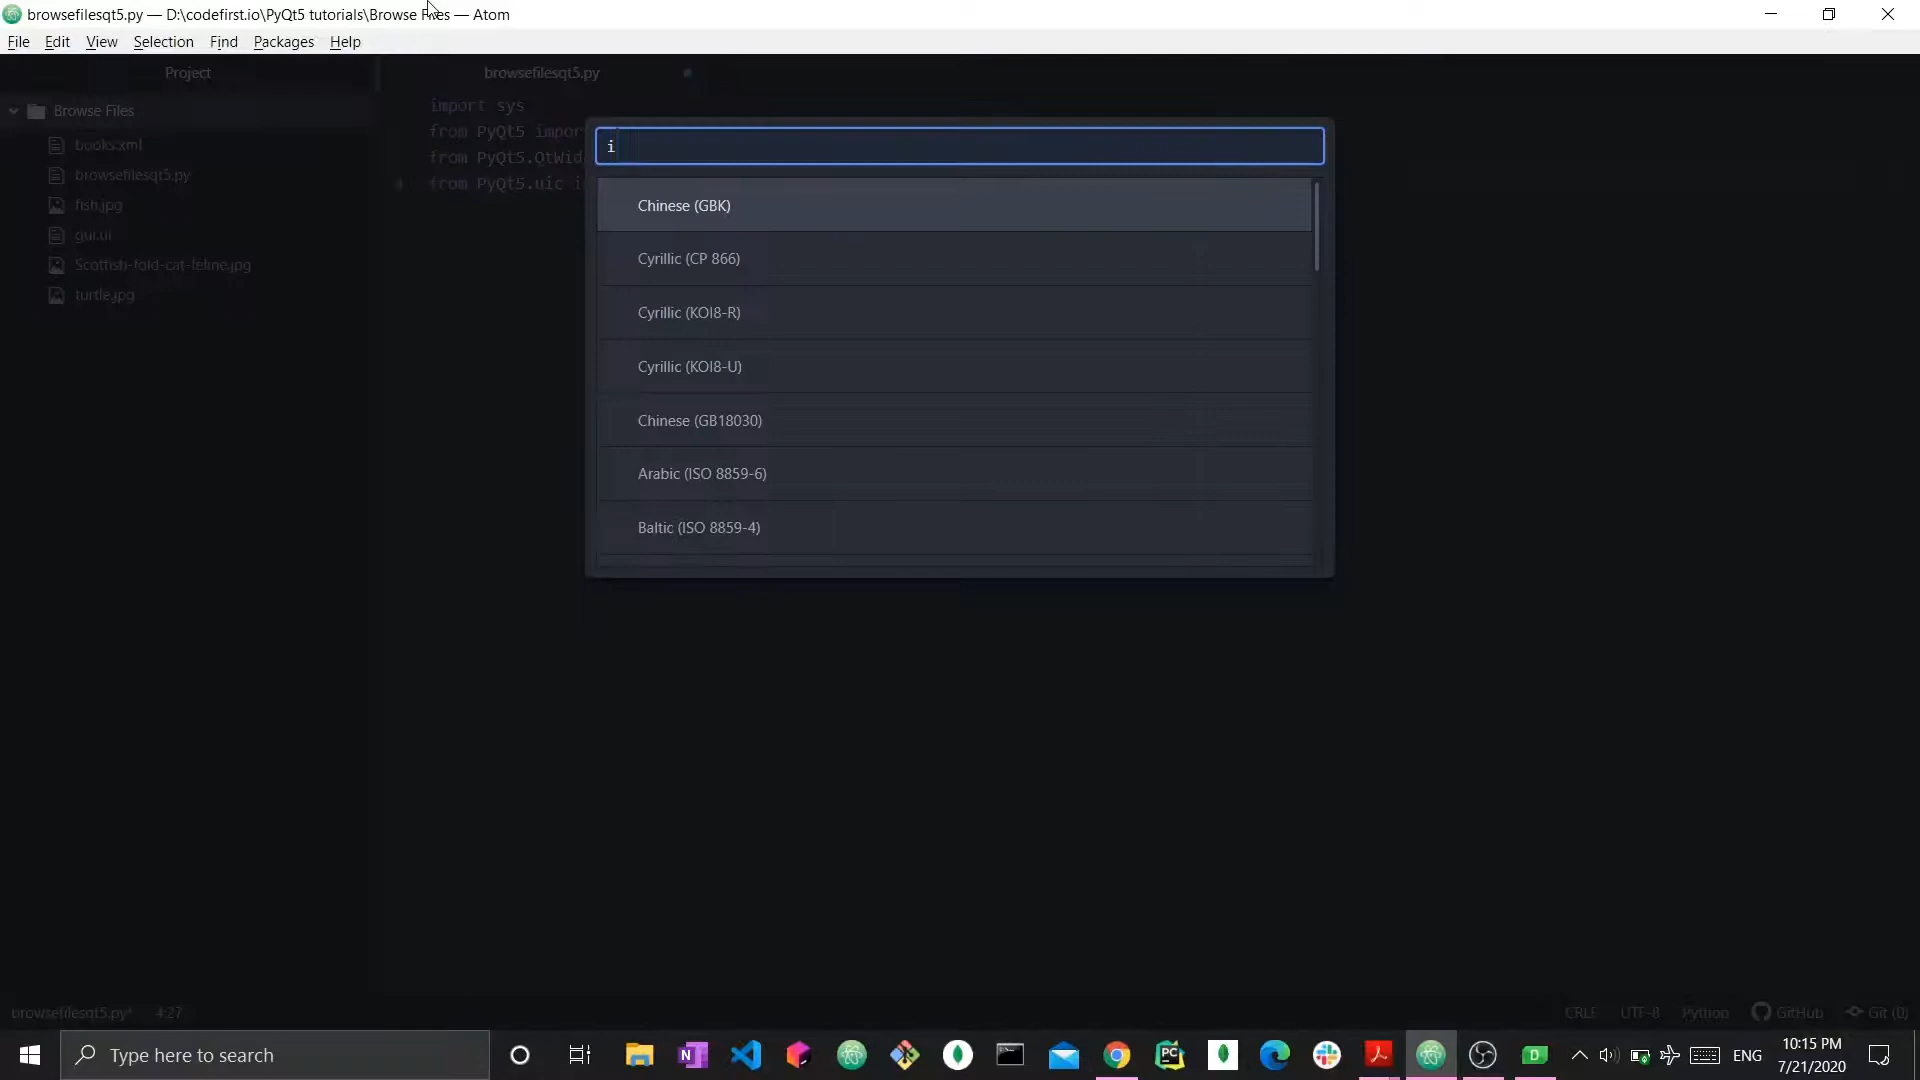 browsefilesqt5.py — D:\codefirst.io\PyQt5 tutorials\Browse Files — Atom
File Edit View Selection Find Packages Help
Project
browsefilesqt5.py
Browse Files
books.xml
browsefilesqt5.py
fish.jpg
gui.ui
Scottish-fold-cat-feline.jpg
turtle.jpg
import sys
from PyQt5 impor
from PyQt5.QtWid
from PyQt5.uic i
i
Chinese (GBK)
Cyrillic (CP 866)
Cyrillic (KOI8-R)
Cyrillic (KOI8-U)
Chinese (GB18030)
Arabic (ISO 8859-6)
Baltic (ISO 8859-4)
browsefilesqt5.py* 4:27
CRLF UTF-8 Python GitHub Git (0)
Type here to search
ENG
10:15 PM
7/21/2020